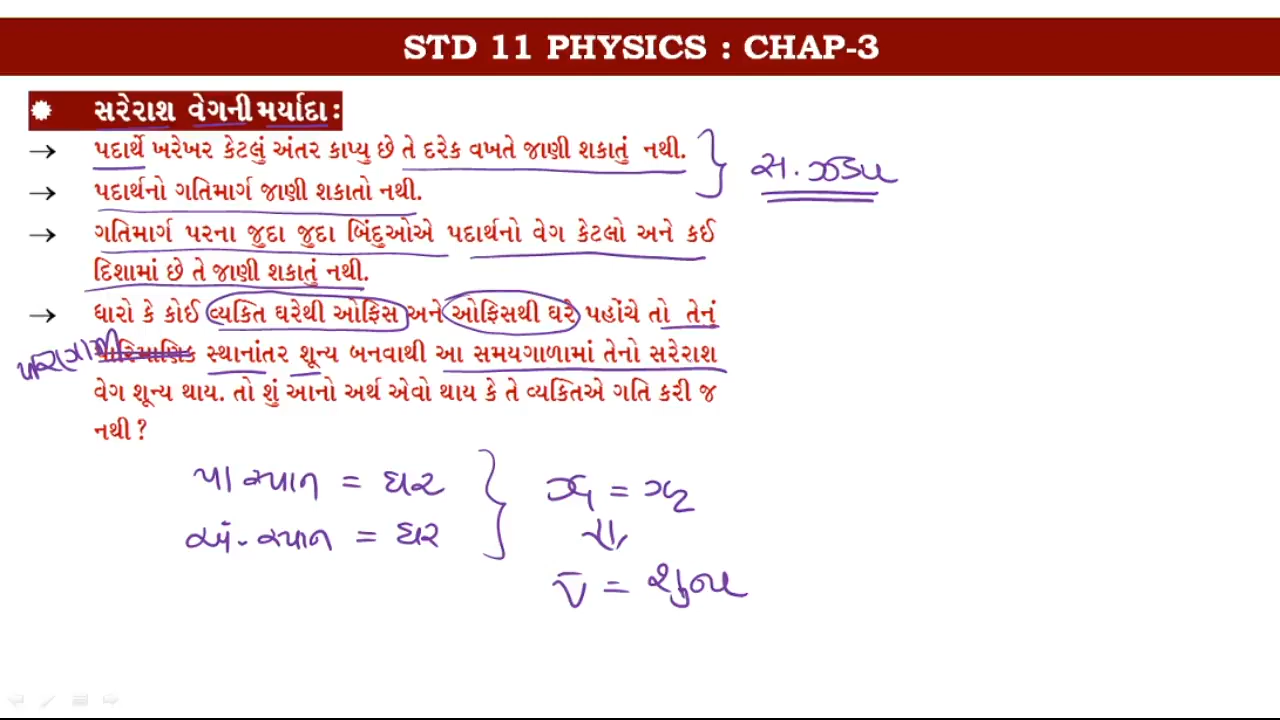 STD 11 PHYSICS : CHAP-3
સરેરાશ વેગની મર્યાદા:
→ પદાર્થે ખરેખર કેટલું અંતર કાપ્યુ છે તે દરેક વખતે જાણી શકાતું નથી.
સ. ઝડપ
→ પદાર્થનો ગતિમાર્ગ જાણી શકાતો નથી.
→ ગતિમાર્ગ પરના જુદા જુદા બિંદુઓએ પદાર્થનો વેગ કેટલો અને કઈ
દિશામાં છે તે જાણી શકાતું નથી.
→ ધારો કે કોઈ વ્યક્તિ ઘરેથી ઓફિસ અને ઓફિસથી ઘરે પહોંચે તો તેનું
પરિણામી પારિમાણિક સ્થાનાંતર શૂન્ય બનવાથી આ સમયગાળામાં તેનો સરેરાશ
વેગ શૂન્ય થાય. તો શું આનો અર્થ એવો થાય કે તે વ્યક્તિએ ગતિ કરી જ
નથી ?
પ્રા સ્થાન = ઘર
અં. સ્થાન = ઘર
x₁ = x₂
v̅ = શૂન્ય